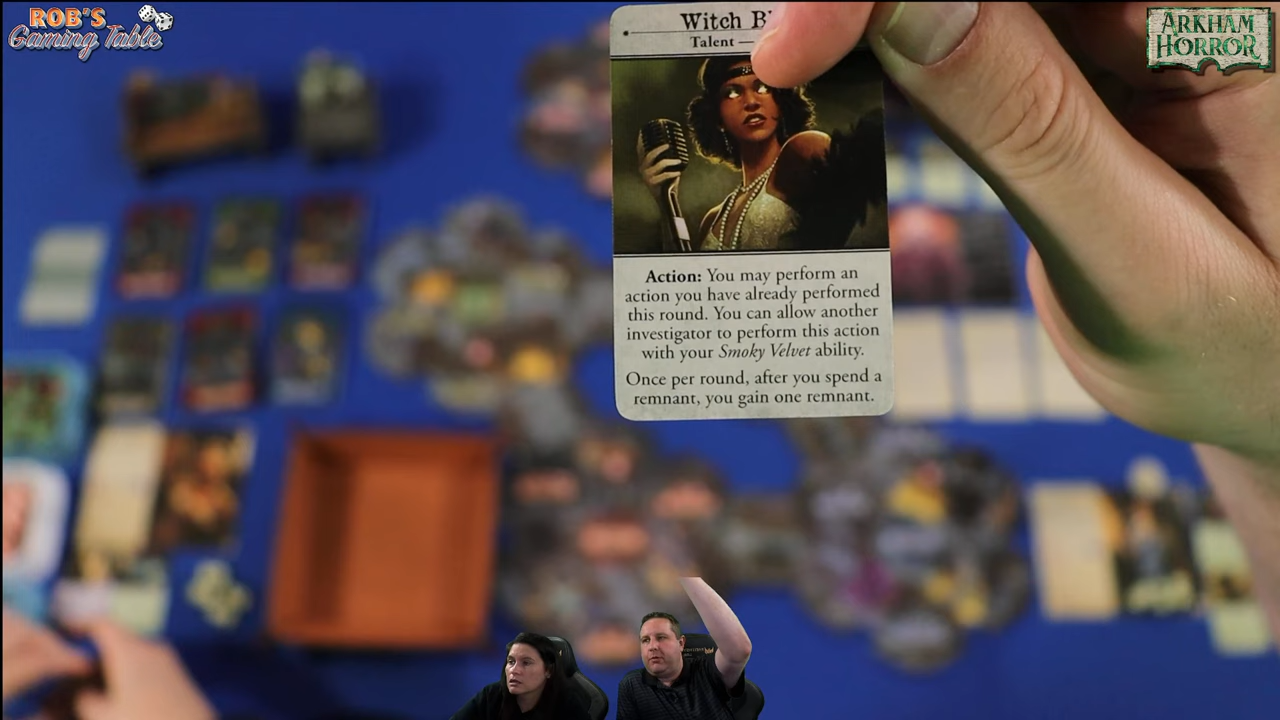 ROB'S
Gaming Table
ARKHAM
HORROR
Witch
Talent —
Action: You may perform an
action you have already performed
this round. You can allow another
investigator to perform this action
with your Smoky Velvet ability.
Once per round, after you spend a
remnant, you gain one remnant.